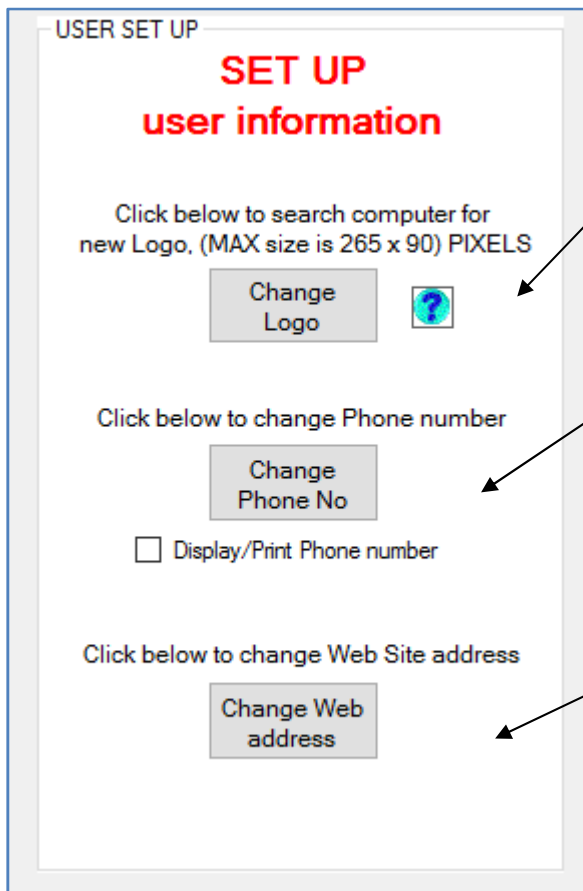 USER SET UP
SET UP
user information
Click below to search computer for
new Logo, (MAX size is 265 x 90) PIXELS
Change
Logo
?
Click below to change Phone number
Change
Phone No
Display/Print Phone number
Click below to change Web Site address
Change Web
address